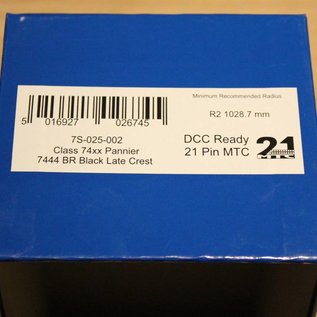 Minimum Recommended Radius
R2 1028.7 mm
5 016927 026745
7S-025-002
Class 74xx Pannier
7444 BR Black Late Crest
DCC Ready
21 Pin MTC
21
MTC